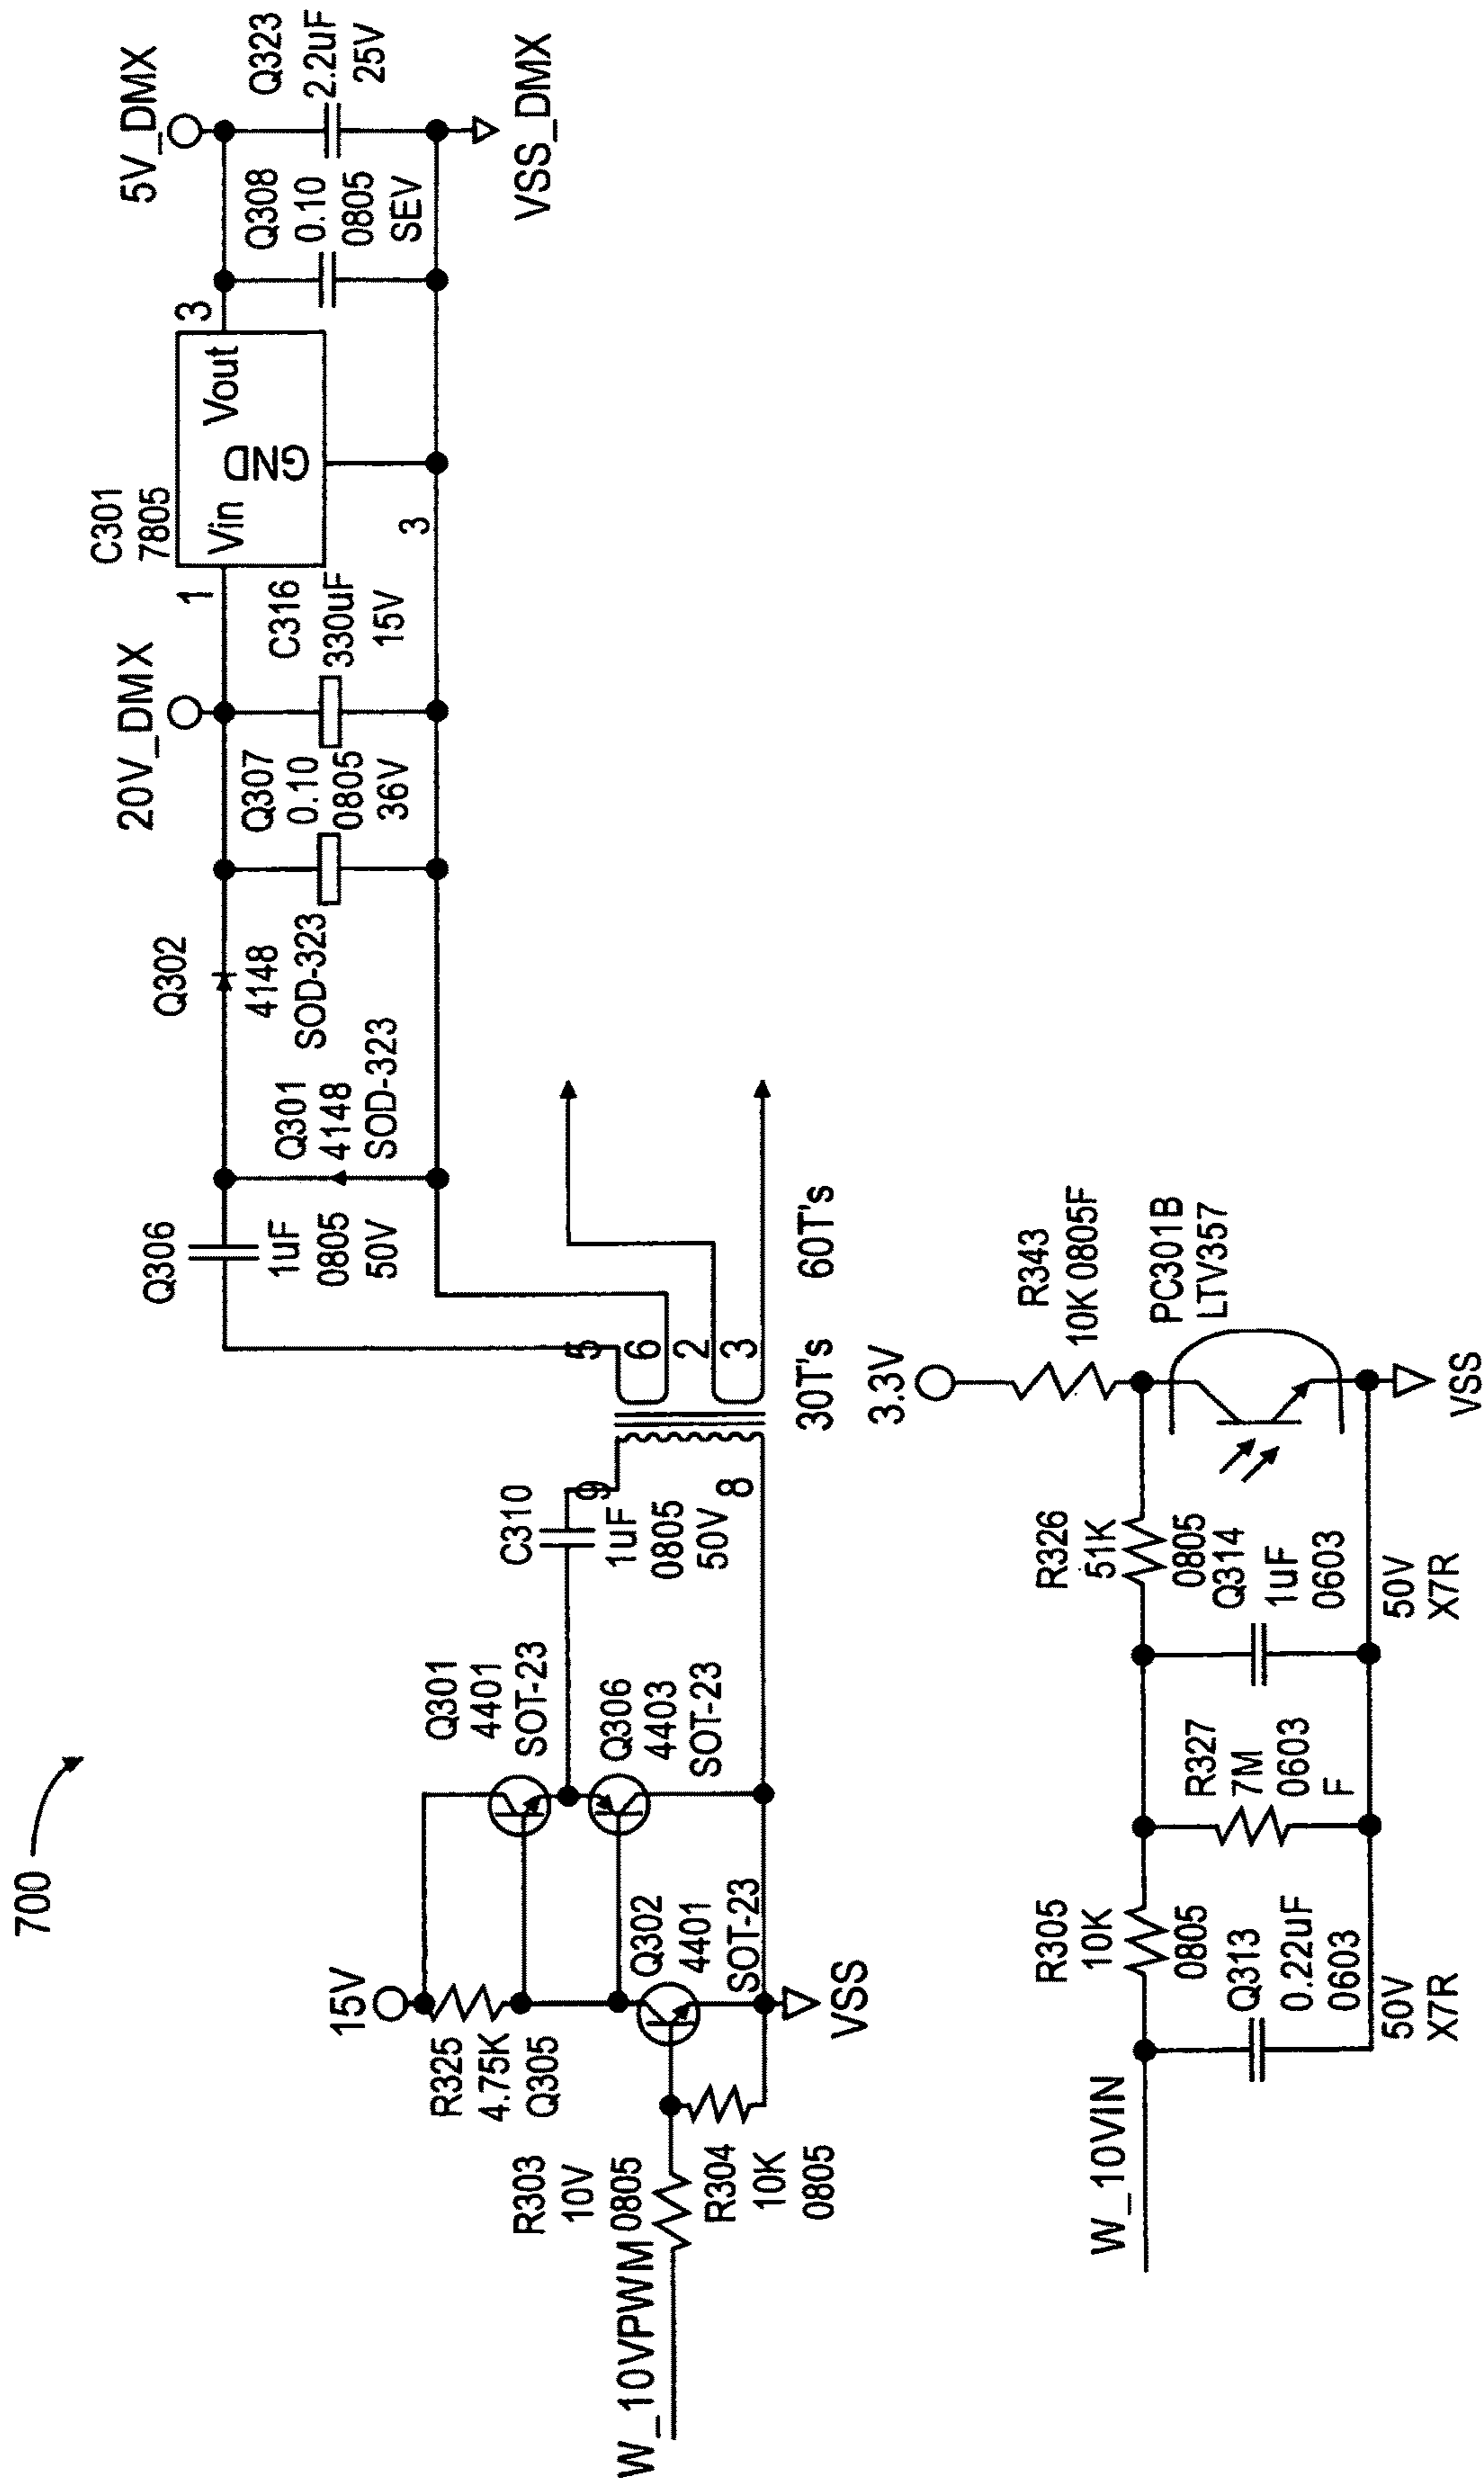 700
15V
R325
4.75K
Q305
Q301
4401
SOT-23
Q306
4403
SOT-23
Q302
4401
SOT-23
VSS
R303
10V
0805
W_10VPWM
R304
10K
0805
C310
1uF
0805
50V
9
8
5
6
2
3
30T's
60T's
Q306
1uF
0805
50V
Q301
4148
SOD-323
Q302
4148
SOD-323
20V_DMX
Q307
0.10
0805
36V
C316
330uF
15V
1
C301
7805
Vin
GND
Vout
3
3
5V_DMX
Q308
0.10
0805
SEV
Q323
2.2uF
25V
VSS_DMX
W_10VIN
R305
10K
0805
Q313
0.22uF
0603
50V
X7R
R327
7M
0603
F
R326
51K
0805
Q314
1uF
0603
50V
X7R
3.3V
R343
10K 0805F
PC301B
LTV357
VSS